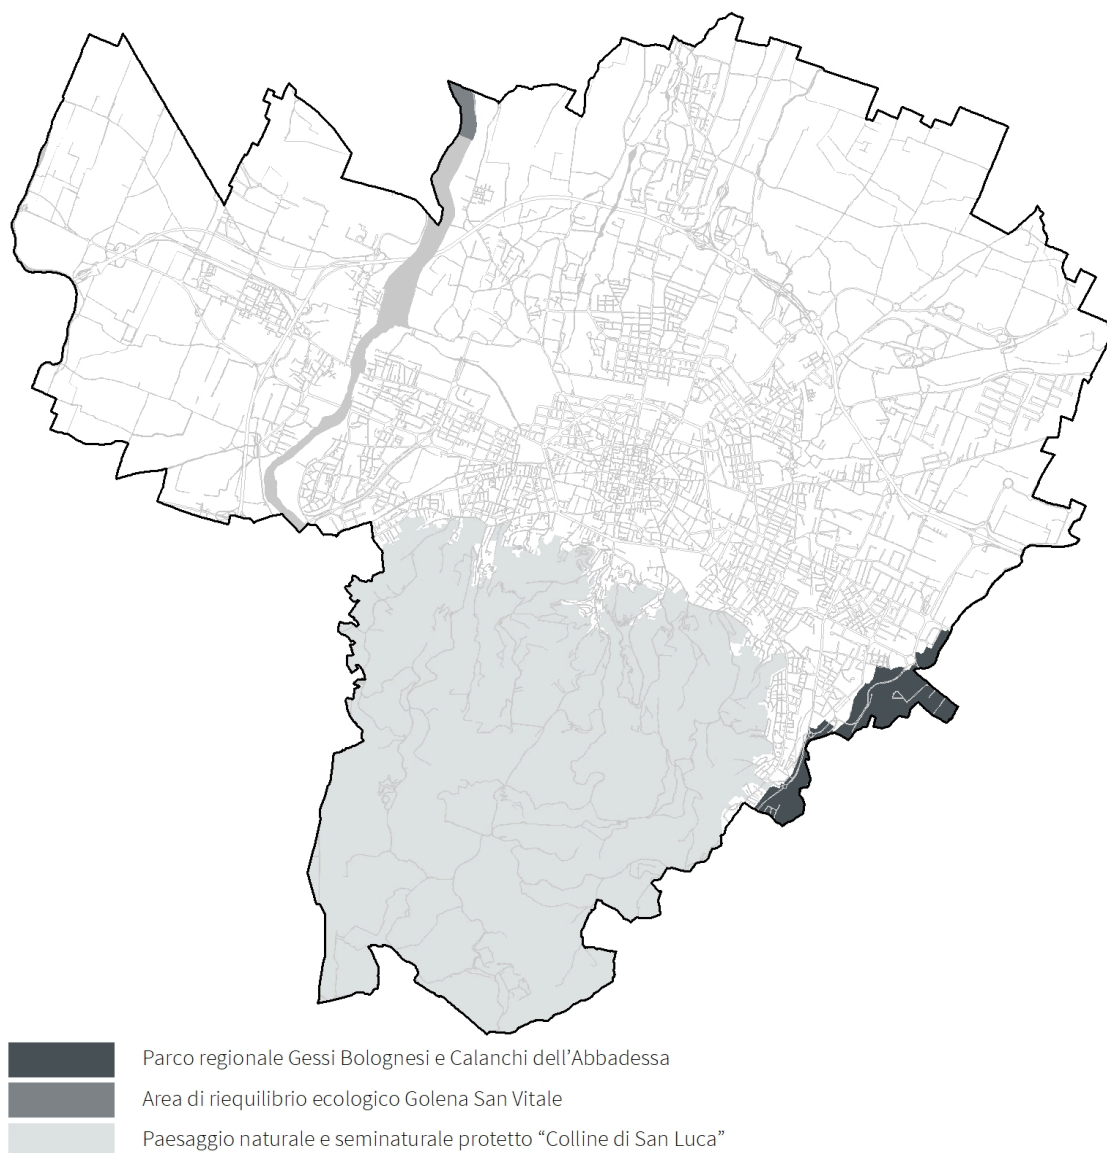 Parco regionale Gessi Bolognesi e Calanchi dell’Abbadessa
Area di riequilibrio ecologico Golena San Vitale
Paesaggio naturale e seminaturale protetto “Colline di San Luca”